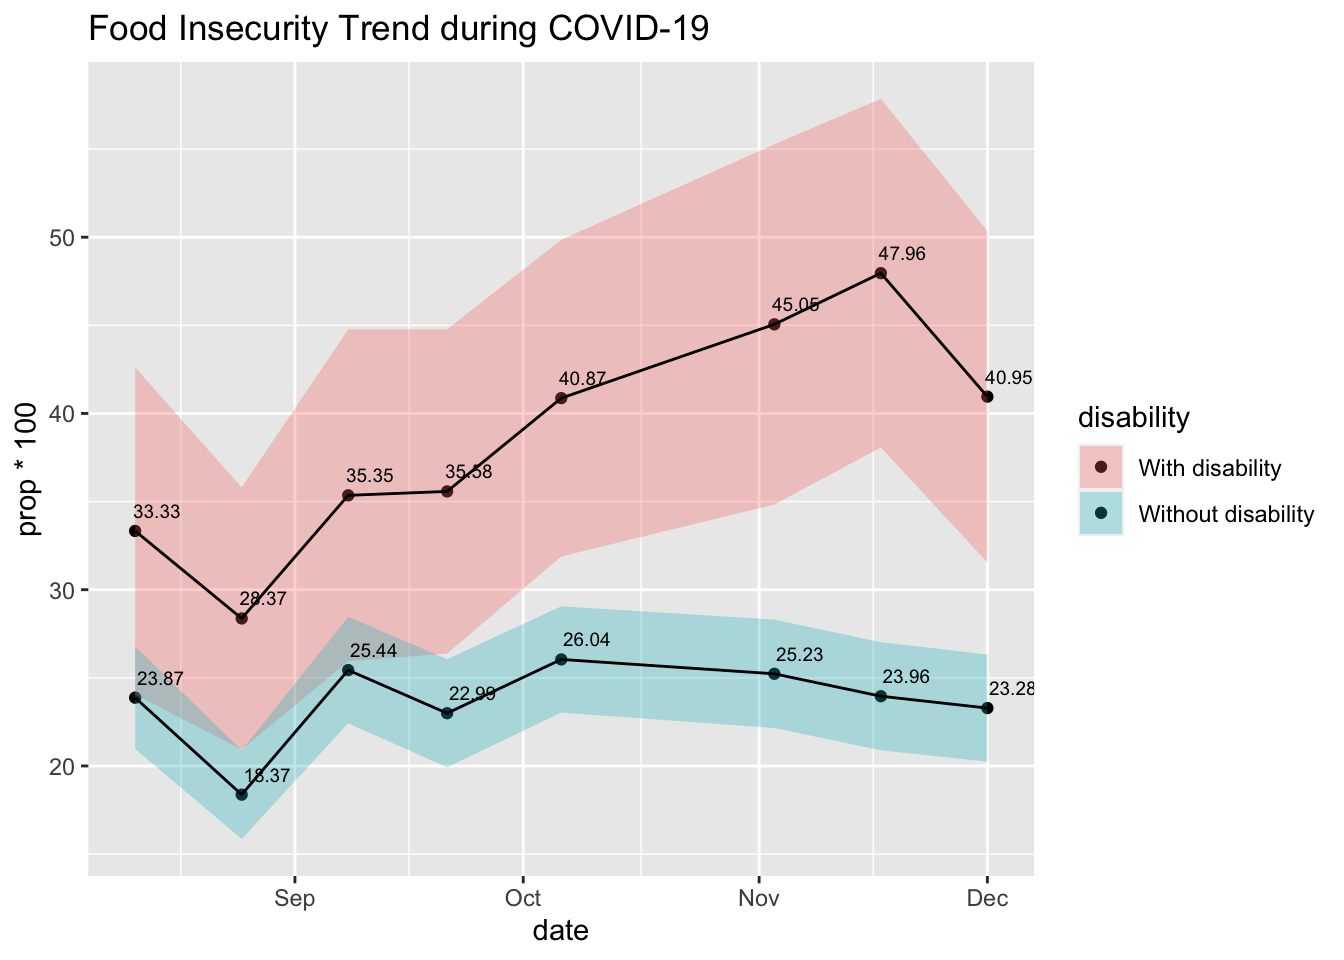 Food Insecurity Trend during COVID-19
prop * 100
50
40
30
20
47.96
45.05
40.87
40.95
35.35
35.58
33.33
28.37
26.04
25.44
25.23
23.87
22.99
23.96
23.28
18.37
Sep
Oct
Nov
Dec
date
disability
With disability
Without disability